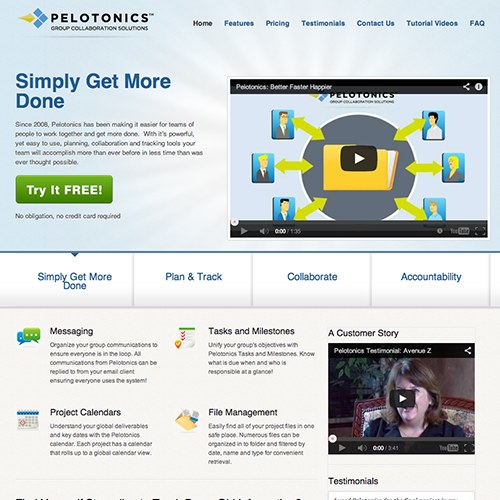 PELOTONICS™
GROUP COLLABORATION SOLUTIONS
Home Features Pricing Testimonials Contact Us Tutorial Videos FAQ
Simply Get More
Done
Since 2008, Pelotonics has been making it easier for teams of
people to work together and get more done. With it's powerful,
yet easy to use, planning, collaboration and tracking tools your
team will accomplish more than ever before in less time than was
ever thought possible.
Try It FREE!
No obligation, no credit card required
Pelotonics: Better Faster Happier
PELOTONICS
GROUP COLLABORATION SOLUTIONS
0:00 / 1:30
YouTube
Simply Get More
Done
Plan & Track
Collaborate
Accountability
Messaging
Organize your group communications to
ensure everyone is in the loop. All
communications from Pelotonics can be
replied to from your email client
ensuring everyone uses the system!
Tasks and Milestones
Unify your group's objectives with
Pelotonics Tasks and Milestones. Know
what is due and when who is
responsible at a glance!
Project Calendars
Understand your global deliverables
and key dates with the Pelotonics
calendar. Each project has a calendar
that rolls up to a global calendar view.
File Management
Easily find all of your project files in one
safe place. Numerous files can be
organized in to folder and filtered by
date, name and type for convenient
retrieval.
A Customer Story
Pelotonics Testimonial: Avenue Z
0:00 / 3:41
YouTube
Testimonials